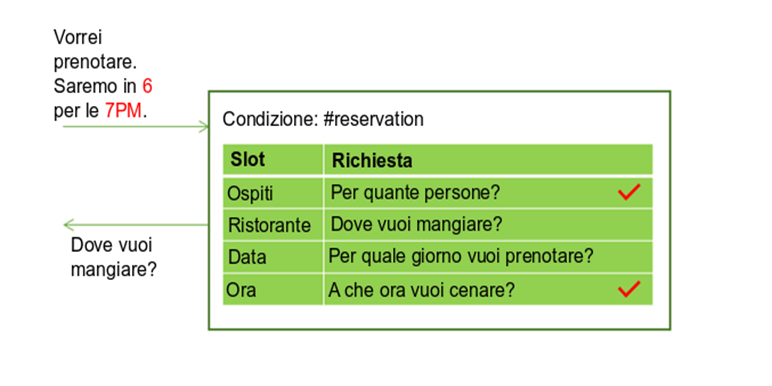 Vorrei
prenotare.
Saremo in 6
per le 7PM.
Condizione: #reservation
Slot Richiesta
Ospiti Per quante persone?
Ristorante Dove vuoi mangiare?
Data Per quale giorno vuoi prenotare?
Ora A che ora vuoi cenare?
Dove vuoi
mangiare?